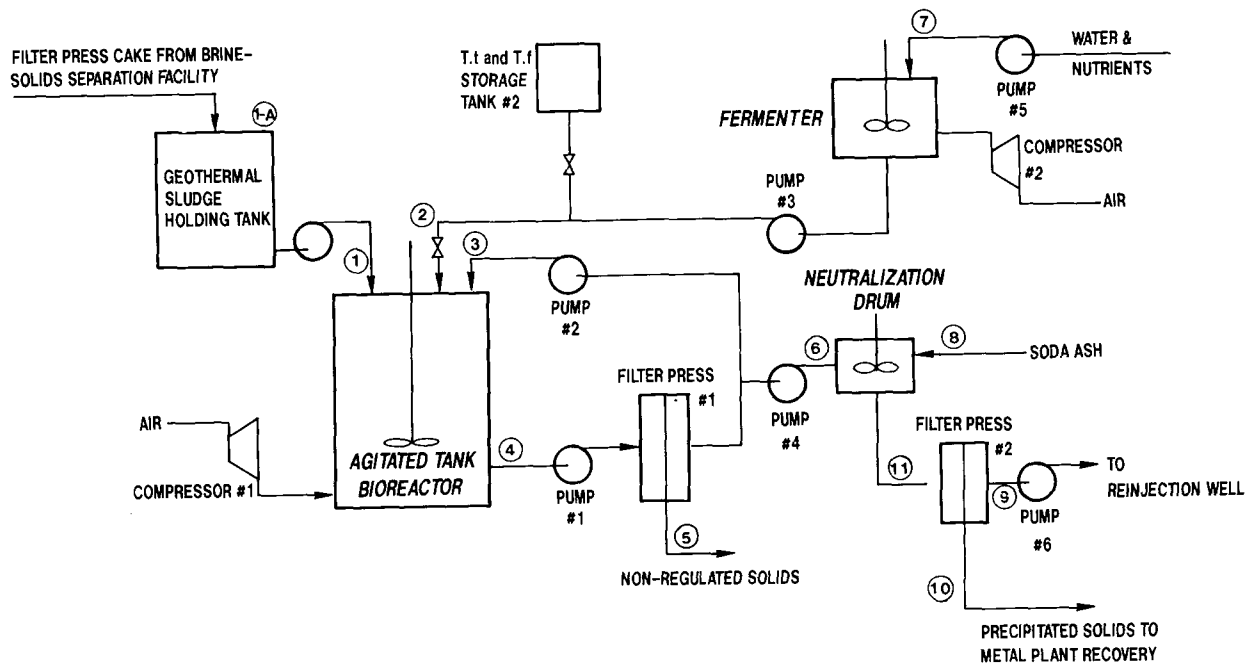 FILTER PRESS CAKE FROM BRINE-
SOLIDS SEPARATION FACILITY
1-A
GEOTHERMAL
SLUDGE
HOLDING TANK
1
T.t and T.f
STORAGE
TANK #2
2
3
PUMP
#2
7
WATER &
NUTRIENTS
PUMP
#5
FERMENTER
COMPRESSOR
#2
AIR
PUMP
#3
NEUTRALIZATION
DRUM
6
8
SODA ASH
PUMP
#4
FILTER PRESS
#1
AIR
COMPRESSOR #1
AGITATED TANK
BIOREACTOR
4
PUMP
#1
5
NON-REGULATED SOLIDS
11
FILTER PRESS
#2
9
PUMP
#6
TO
REINJECTION WELL
10
PRECIPITATED SOLIDS TO
METAL PLANT RECOVERY